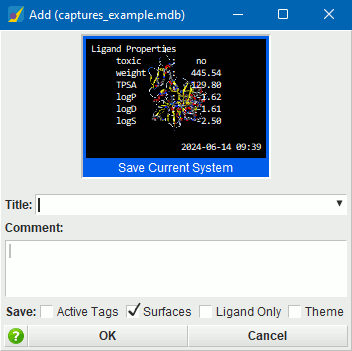 Add (captures_example.mdb)
Ligand Properties
toxic : no
weight : 445.54
TPSA : 129.80
logP : -1.62
logD : -1.61
logS : -2.50
2024-06-14 09:39
Save Current System
Title:
Comment:
Save: Active Tags Surfaces Ligand Only Theme
? OK Cancel